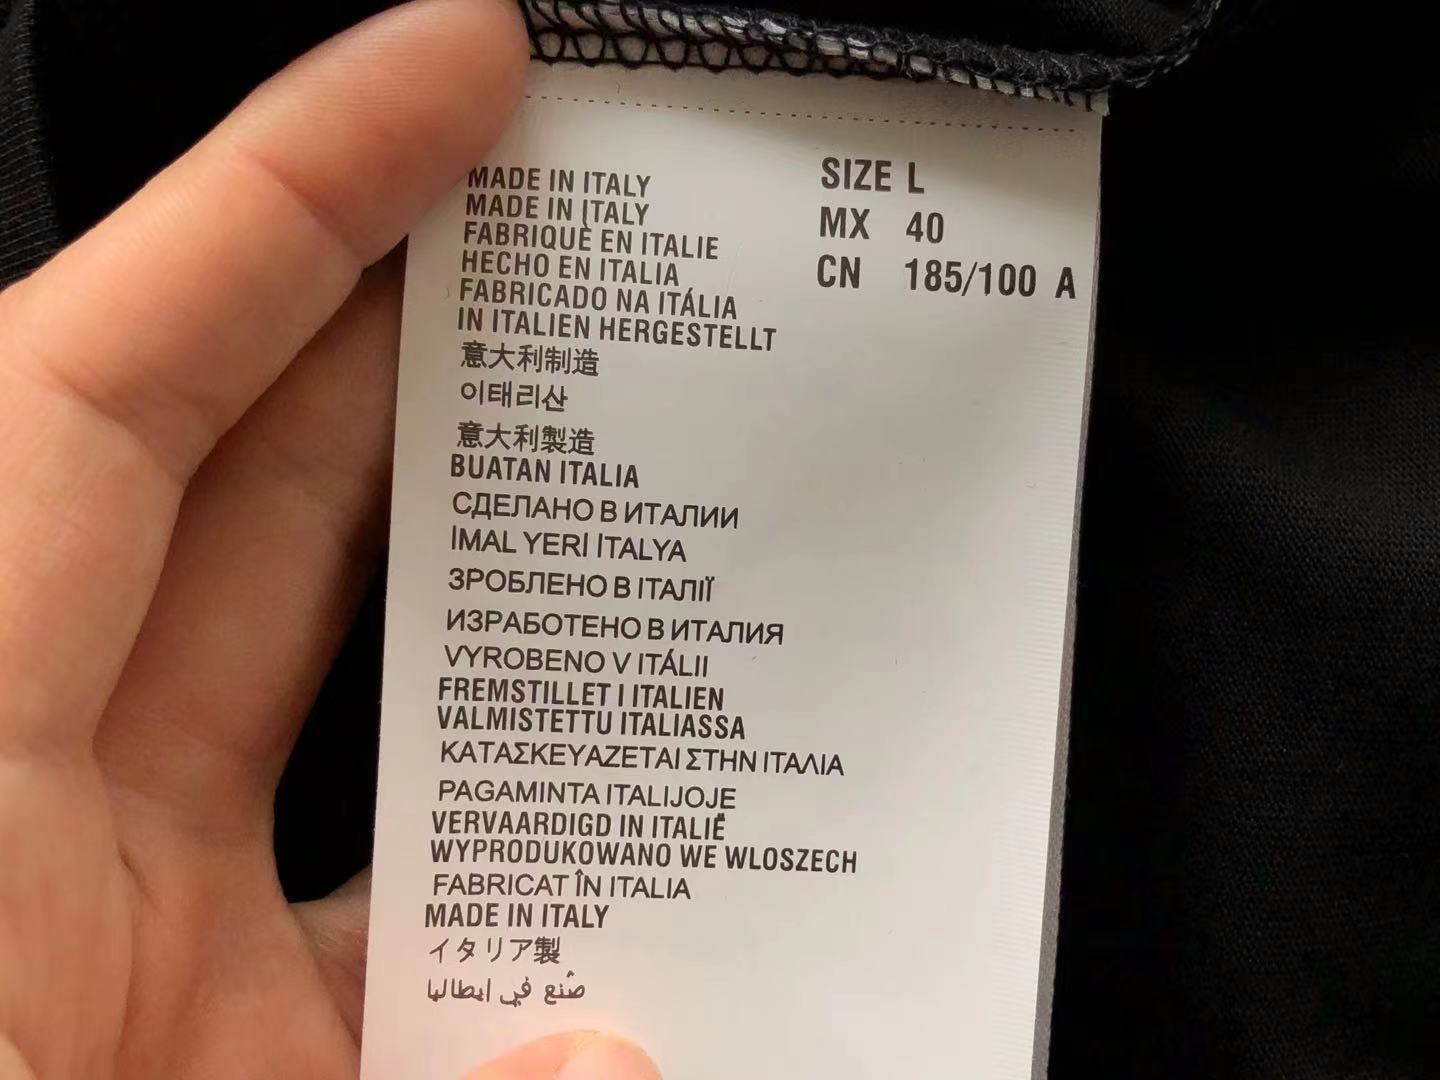 MADE IN ITALY
MADE IN ITALY
FABRIQUÈ EN ITALIE
HECHO EN ITALIA
FABRICADO NA ITÁLIA
IN ITALIEN HERGESTELLT
意大利制造
이태리산
意大利製造
BUATAN ITALIA
СДЕЛАНО В ИТАЛИИ
İMAL YERİ İTALYA
ЗРОБЛЕНО В ІТАЛІЇ
ИЗРАБОТЕНО В ИТАЛИЯ
VYROBENO V ITÁLII
FREMSTILLET I ITALIEN
VALMISTETTU ITALIASSA
ΚΑΤΑΣΚΕΥΑΖΕΤΑΙ ΣΤΗΝ ΙΤΑΛΙΑ
PAGAMINTA ITALIJOJE
VERVAARDIGD IN ITALIË
WYPRODUKOWANO WE WLOSZECH
FABRICAT ÎN ITALIA
MADE IN ITALY
イタリア製
صُنع في ايطاليا
SIZE L
MX 40
CN 185/100 A